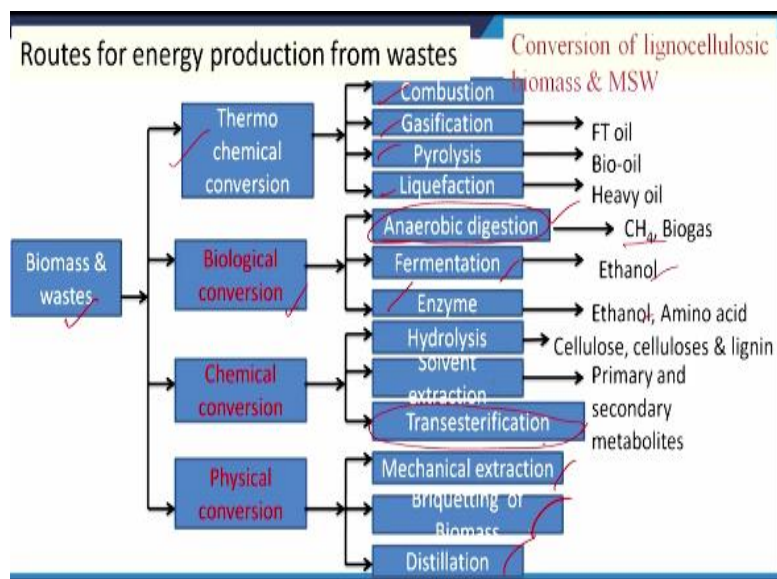 Routes for energy production from wastes
Conversion of lignocellulosic
biomass & MSW
Biomass &
wastes
Thermo
chemical
conversion
Combustion
Gasification
FT oil
Pyrolysis
Bio-oil
Liquefaction
Heavy oil
Biological
conversion
Anaerobic digestion
CH4, Biogas
Fermentation
Ethanol
Enzyme
Ethanol, Amino acid
Chemical
conversion
Hydrolysis
Cellulose, celluloses & lignin
Solvent
extraction
Primary and
secondary
metabolites
Transesterification
Physical
conversion
Mechanical extraction
Briquetting of
Biomass
Distillation